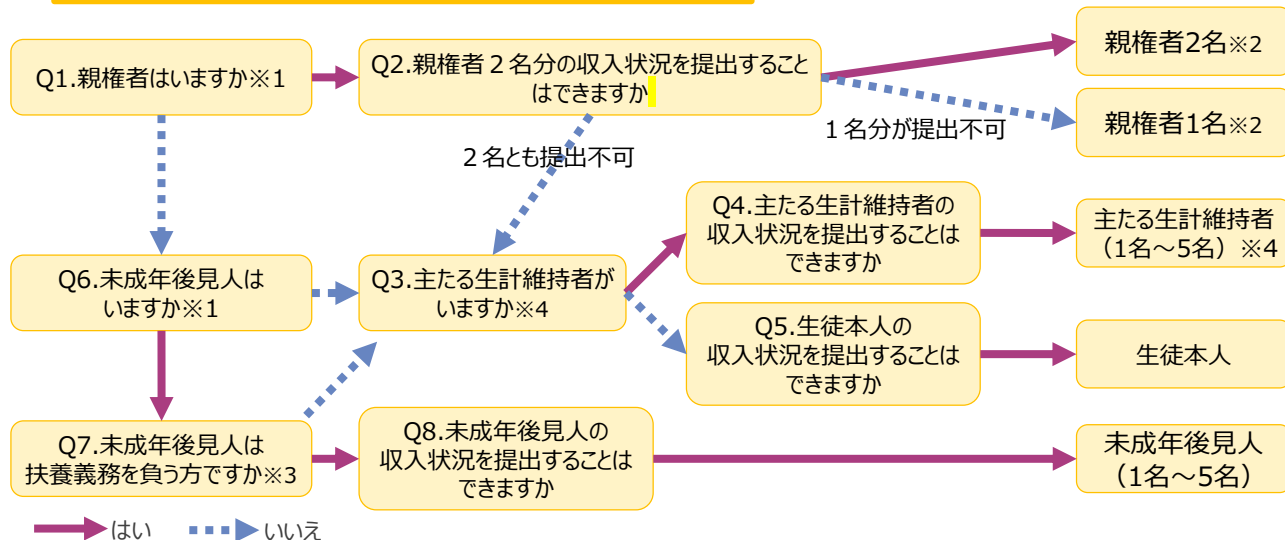 Q1.親権者はいますか※1
Q2.親権者２名分の収入状況を提出すること
はできますか
親権者2名※2
親権者1名※2
１名分が提出不可
２名とも提出不可
Q6.未成年後見人は
いますか※1
Q3.主たる生計維持者が
いますか※4
Q4.主たる生計維持者の
収入状況を提出することは
できますか
主たる生計維持者
（1名～5名）※4
Q5.生徒本人の
収入状況を提出することは
できますか
生徒本人
Q7.未成年後見人は
扶養義務を負う方ですか※3
Q8.未成年後見人の
収入状況を提出することは
できますか
未成年後見人
（1名～5名）
はい
いいえ